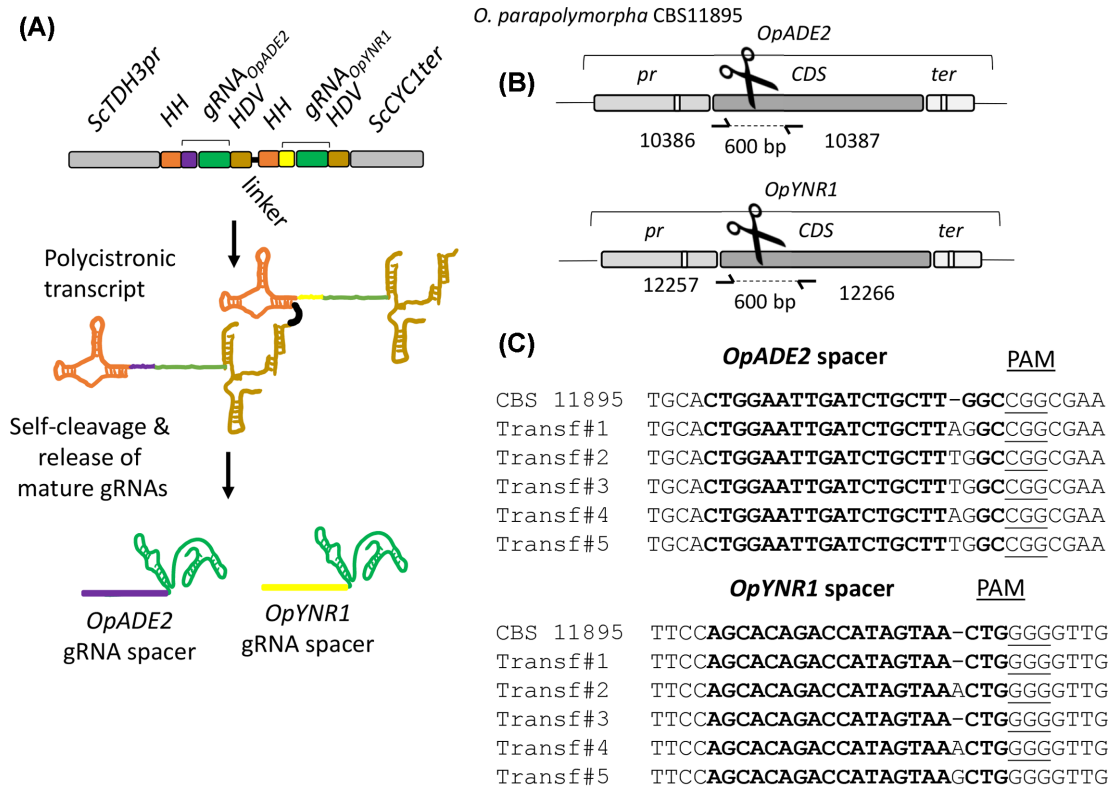 (A)
ScTDH3pr
HH
gRNAOpADE2
HDV
HH
gRNAOpYNR1
HDV
ScCYC1ter
linker
Polycistronic
transcript
Self-cleavage &
release of
mature gRNAs
OpADE2
gRNA spacer
OpYNR1
gRNA spacer
O. parapolymorpha CBS11895
(B)
OpADE2
pr
CDS
ter
10386
600 bp
10387
OpYNR1
pr
CDS
ter
12257
600 bp
12266
(C)
OpADE2 spacer
PAM
CBS 11895 TGCACTGGAATTGATCTGCTT-GGCCGGCGAA
Transf#1 TGCACTGGAATTGATCTGCTTAGGCCGGCGAA
Transf#2 TGCACTGGAATTGATCTGCTTTGGCCGGCGAA
Transf#3 TGCACTGGAATTGATCTGCTTTGGCCGGCGAA
Transf#4 TGCACTGGAATTGATCTGCTTAGGCCGGCGAA
Transf#5 TGCACTGGAATTGATCTGCTTTGGCCGGCGAA
OpYNR1 spacer
PAM
CBS 11895 TTCCAGCACAGACCATAGTAA-CTGGGGGTTG
Transf#1 TTCCAGCACAGACCATAGTAA-CTGGGGGTTG
Transf#2 TTCCAGCACAGACCATAGTAAACTGGGGGTTG
Transf#3 TTCCAGCACAGACCATAGTAA-CTGGGGGTTG
Transf#4 TTCCAGCACAGACCATAGTAAACTGGGGGTTG
Transf#5 TTCCAGCACAGACCATAGTAAGCTGGGGGTTG